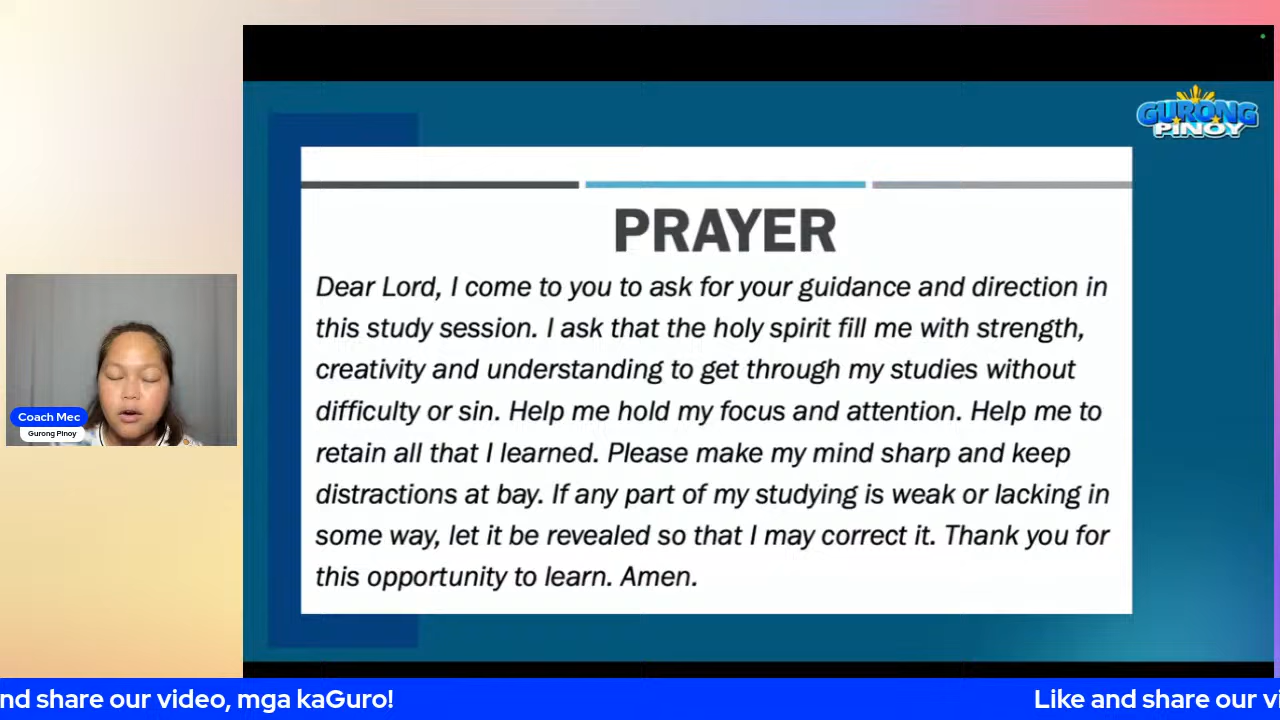 GURONG
PINOY
PRAYER
Dear Lord, I come to you to ask for your guidance and direction in
this study session. I ask that the holy spirit fill me with strength,
creativity and understanding to get through my studies without
difficulty or sin. Help me hold my focus and attention. Help me to
retain all that I learned. Please make my mind sharp and keep
distractions at bay. If any part of my studying is weak or lacking in
some way, let it be revealed so that I may correct it. Thank you for
this opportunity to learn. Amen.
Coach Mec
Gurong Pinoy
nd share our video, mga kaGuro!
Like and share our vi